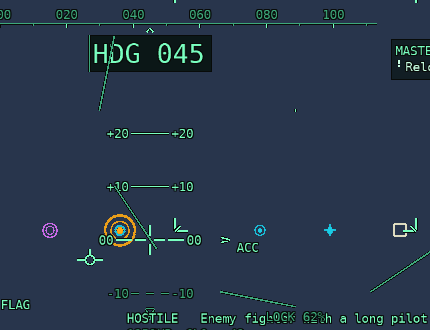 00 020 040 060 080 100
HDG 045
MASTE
! Relo
+20 +20
+10 +10
00 00
ACC
-10 -10
FLAG
HOSTILE Enemy fig h a long pilot
LOCK 62%